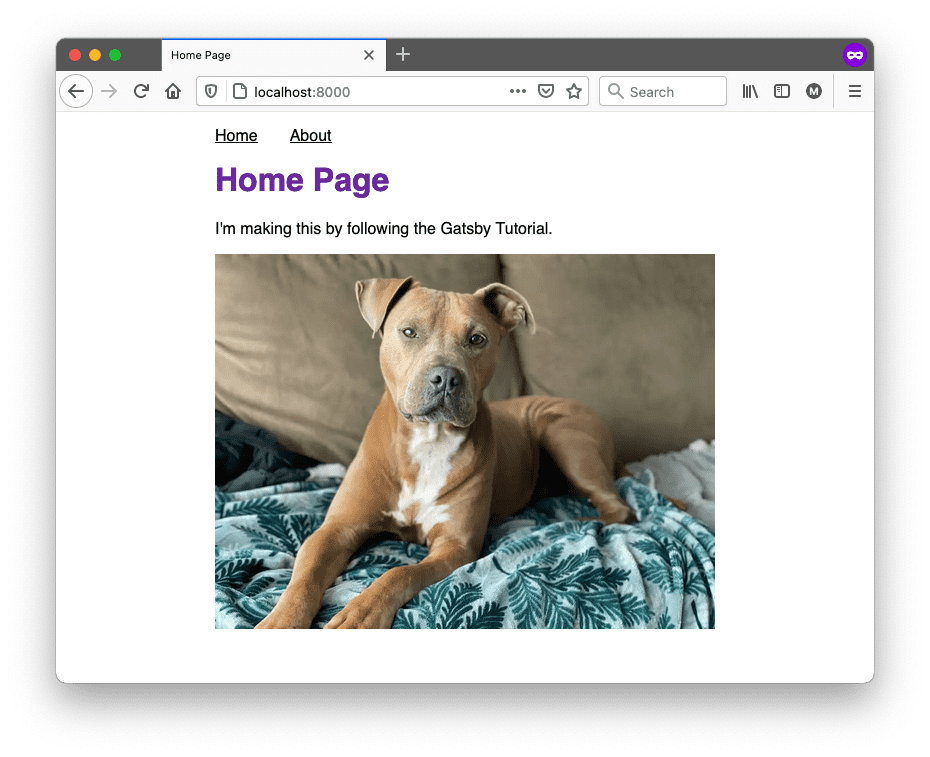 Home Page
localhost:8000
Search
M
Home About
Home Page
I'm making this by following the Gatsby Tutorial.